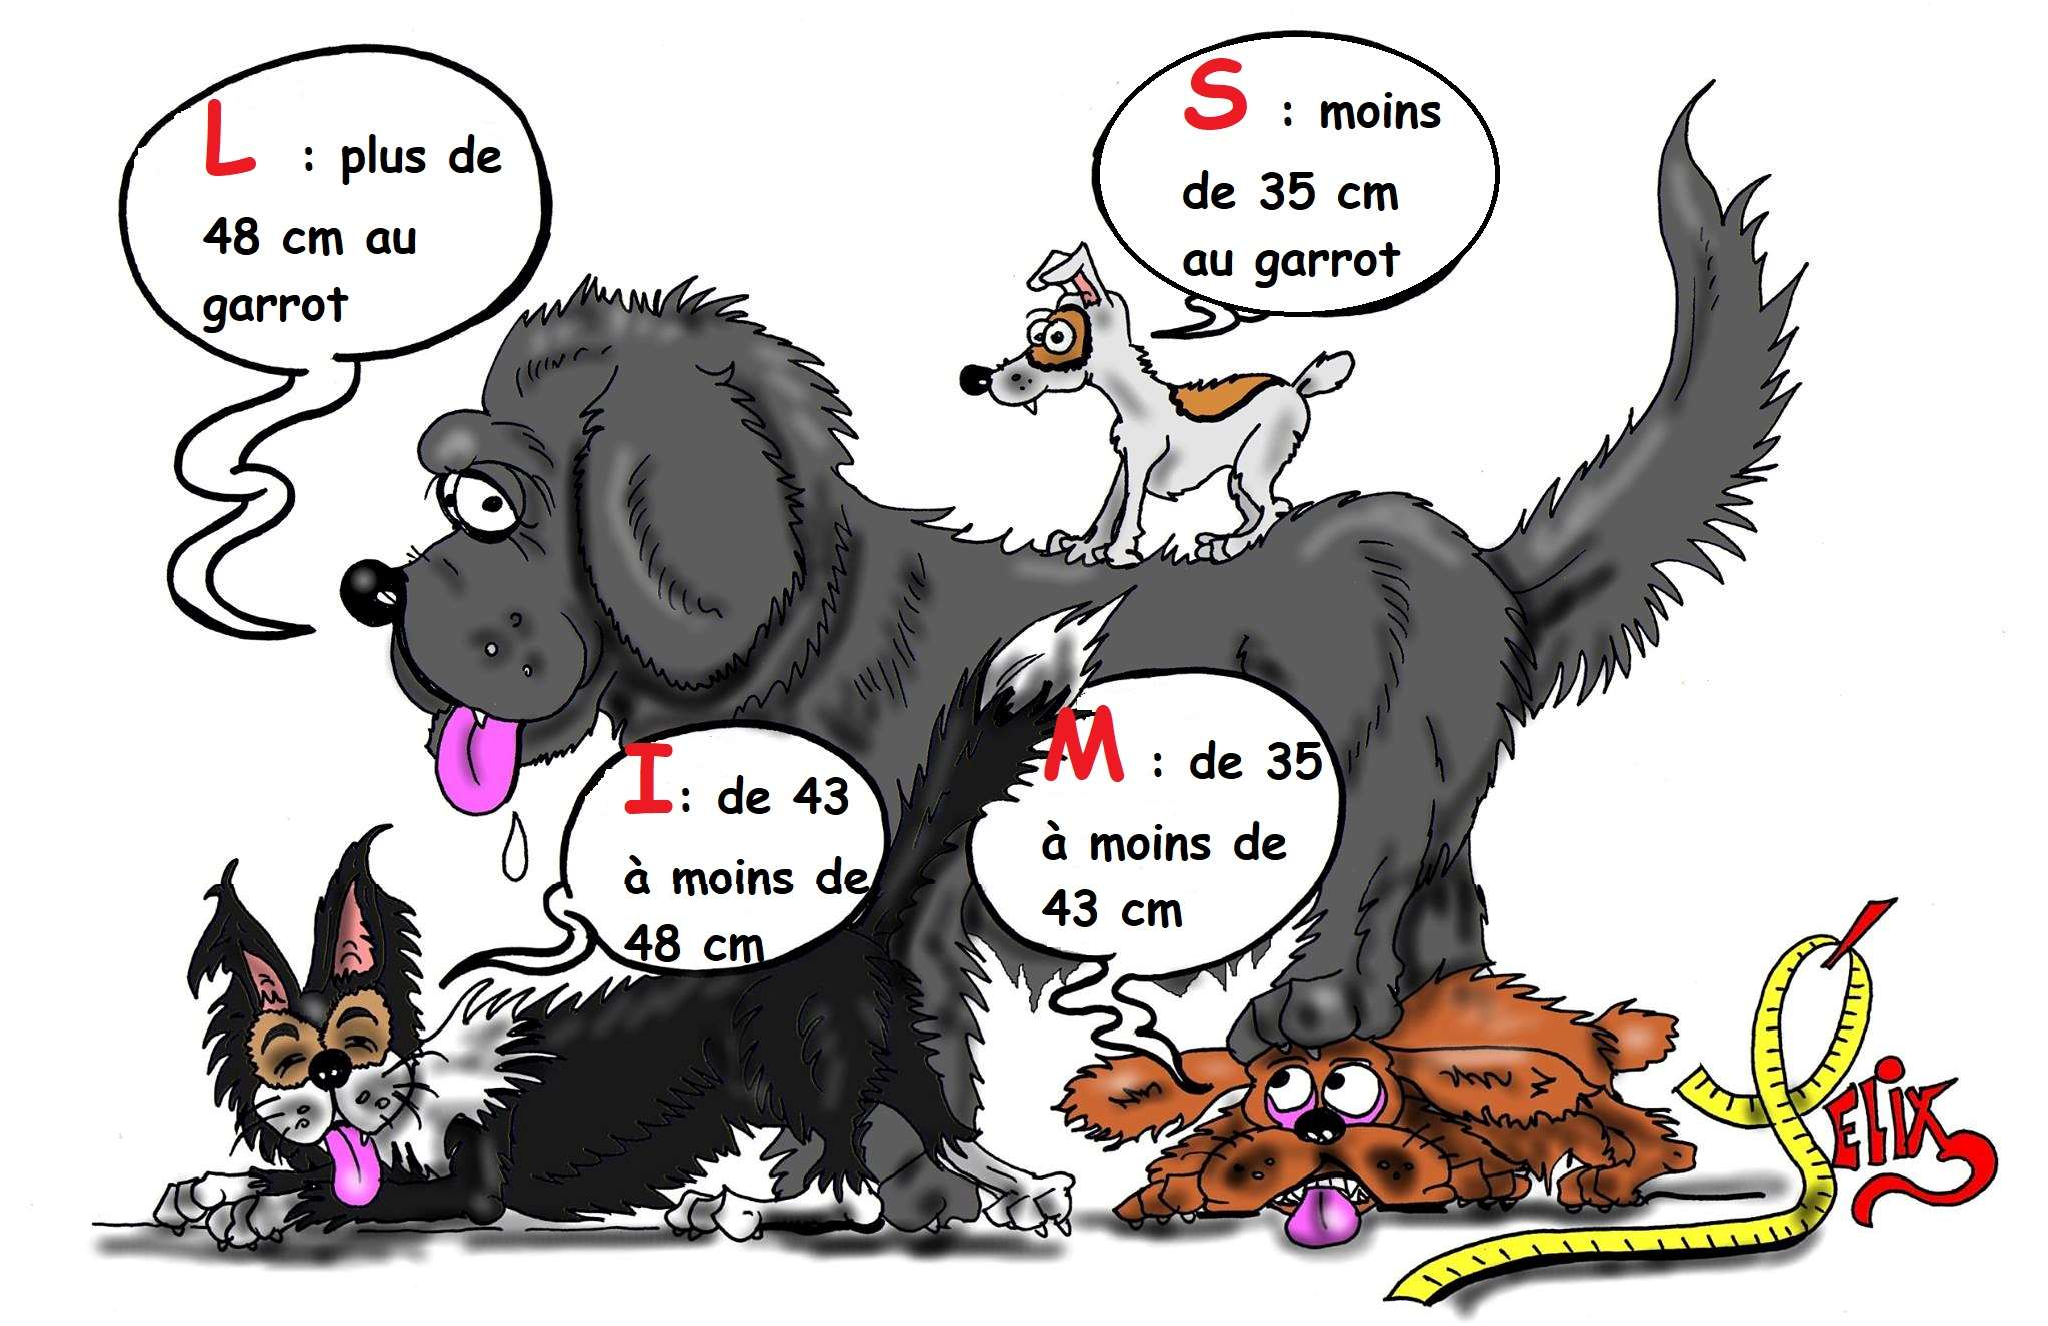 L : plus de
48 cm au
garrot
S : moins
de 35 cm
au garrot
I : de 43
à moins de
48 cm
M : de 35
à moins de
43 cm
Felix